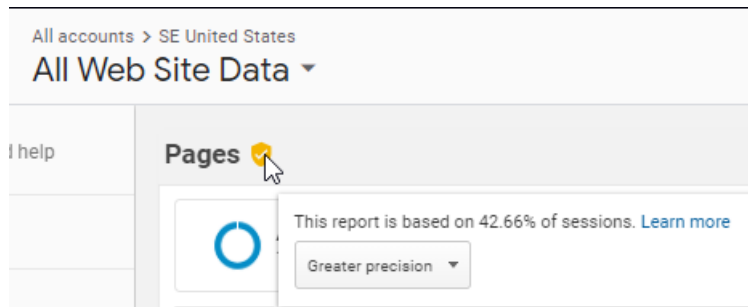 All accounts > SE United States
All Web Site Data
help
Pages
This report is based on 42.66% of sessions. Learn more
Greater precision